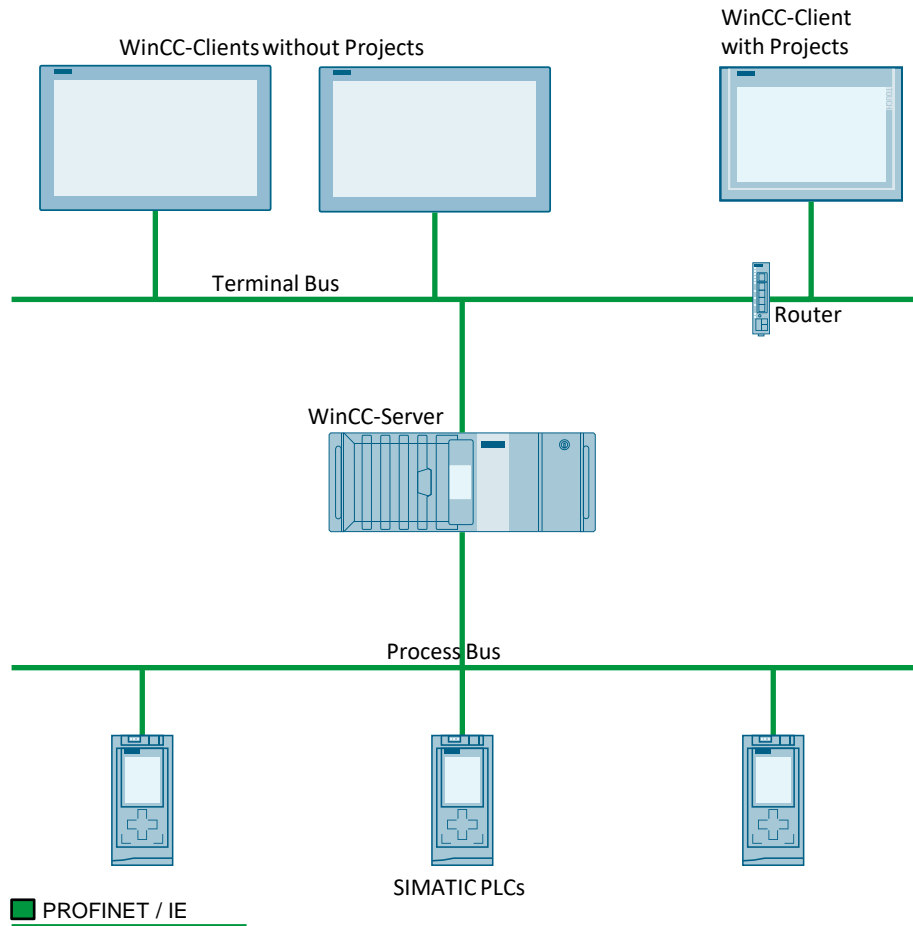 WinCC-Clients without Projects
WinCC-Client
with Projects
Terminal Bus
Router
WinCC-Server
Process Bus
SIMATIC PLCs
PROFINET / IE